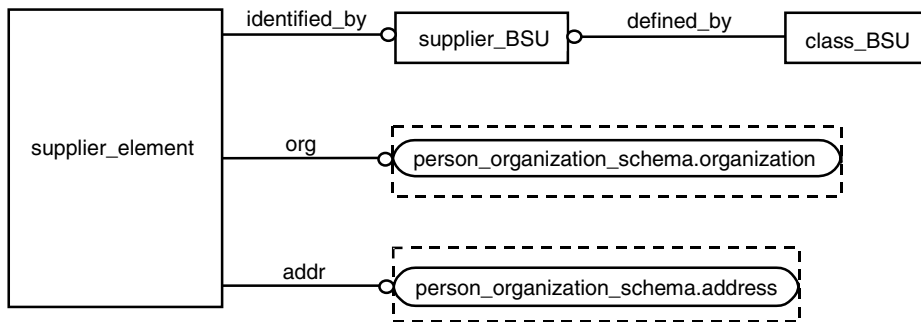 identified_by
defined_by
supplier_BSU
class_BSU
supplier_element
org
person_organization_schema.organization
addr
person_organization_schema.address